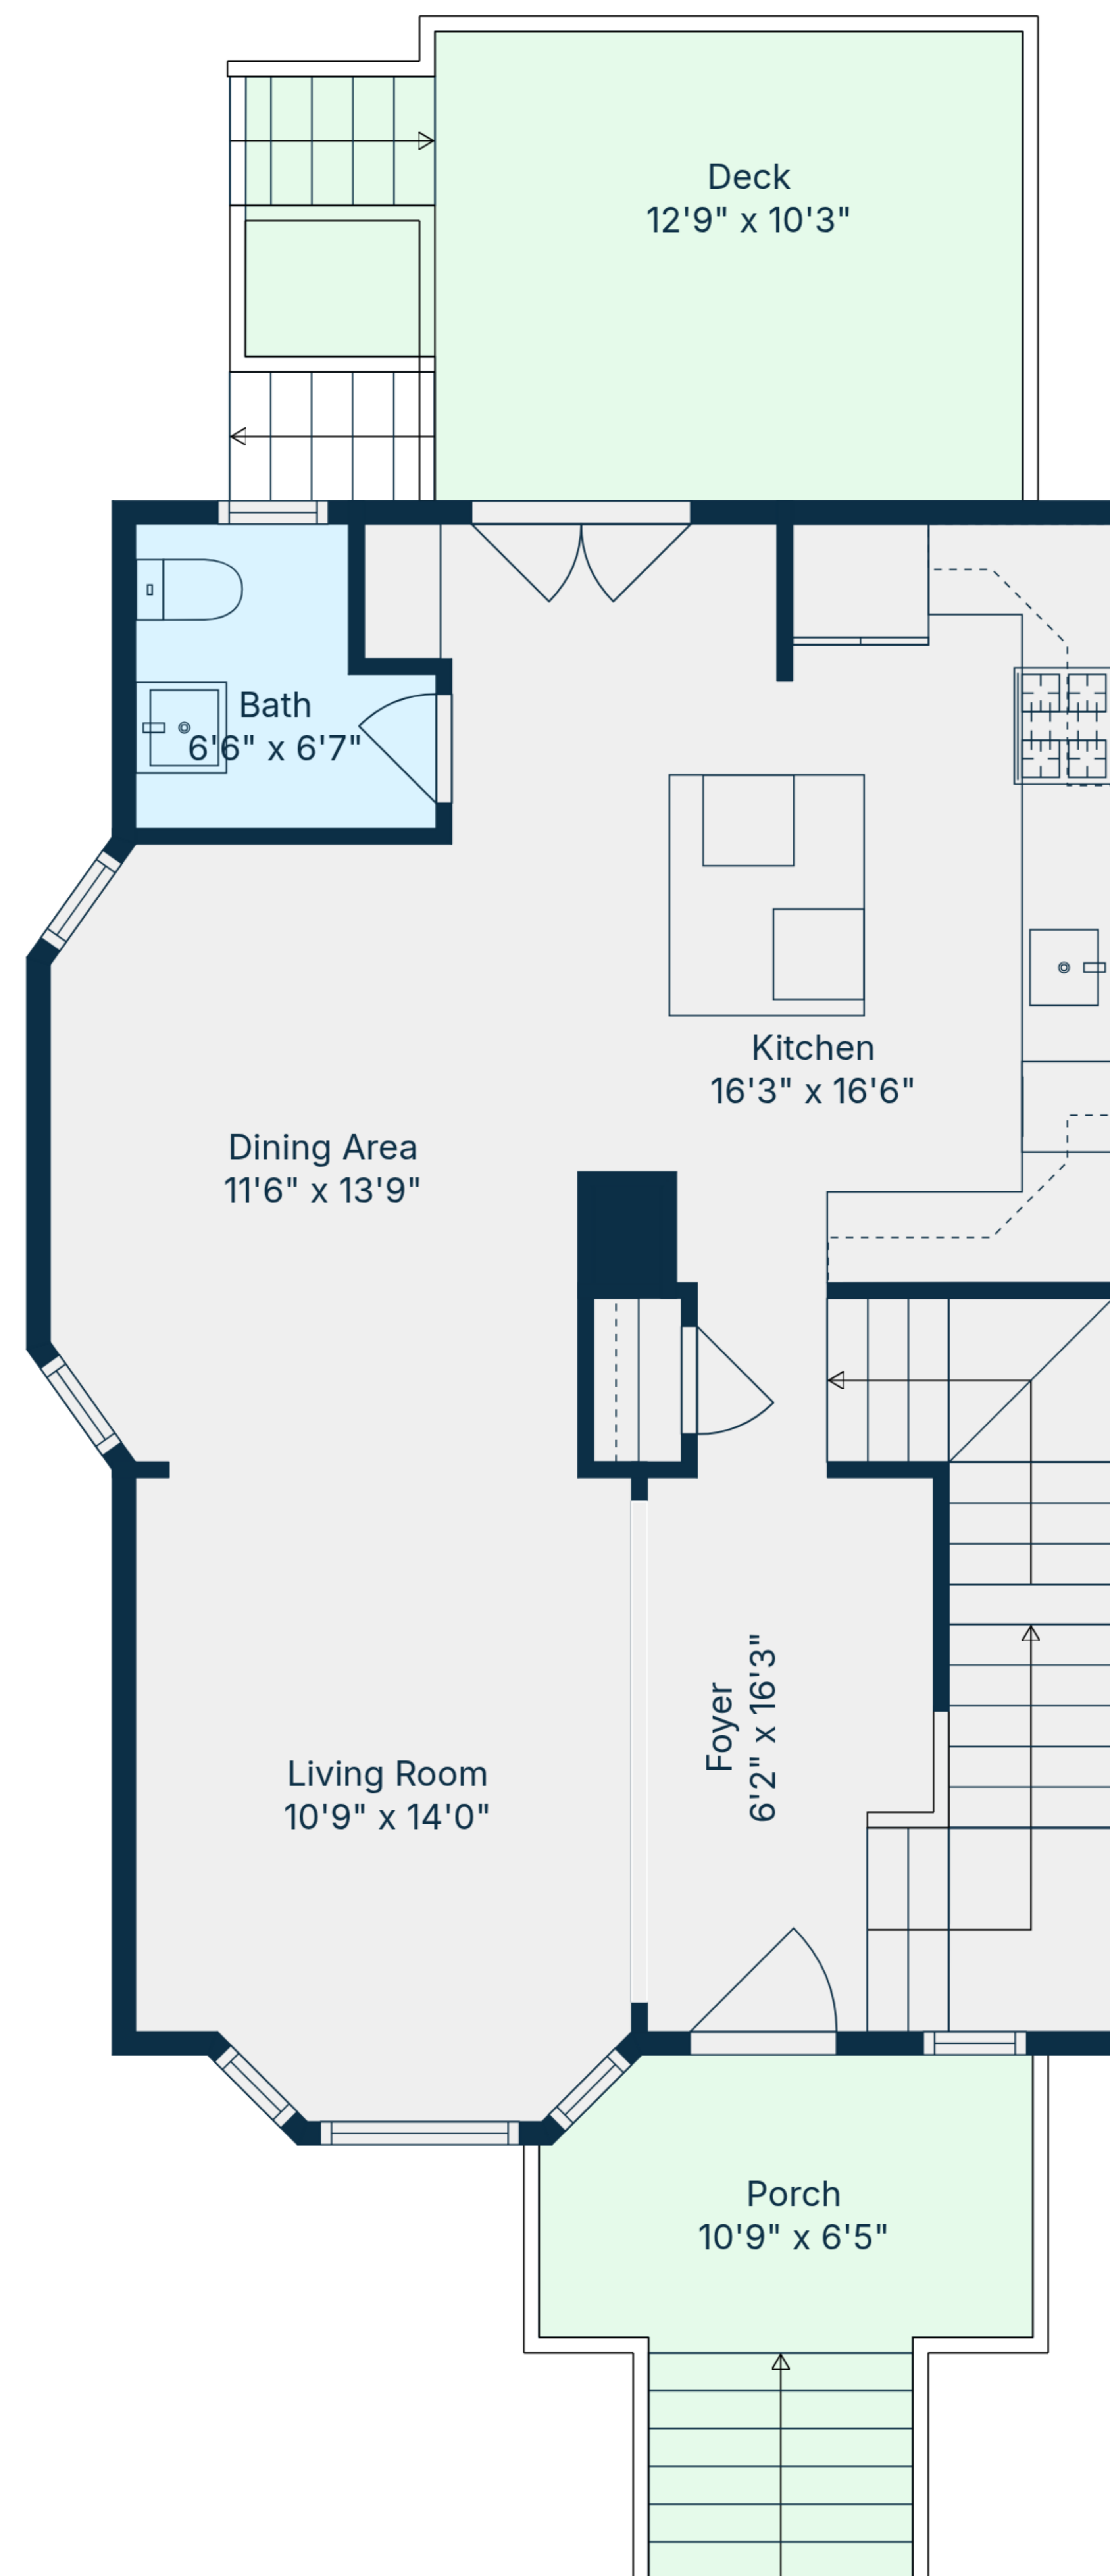 Deck
12'9" x 10'3"
Bath
6'6" x 6'7"
Kitchen
16'3" x 16'6"
Dining Area
11'6" x 13'9"
Foyer
6'2" x 16'3"
Living Room
10'9" x 14'0"
Porch
10'9" x 6'5"